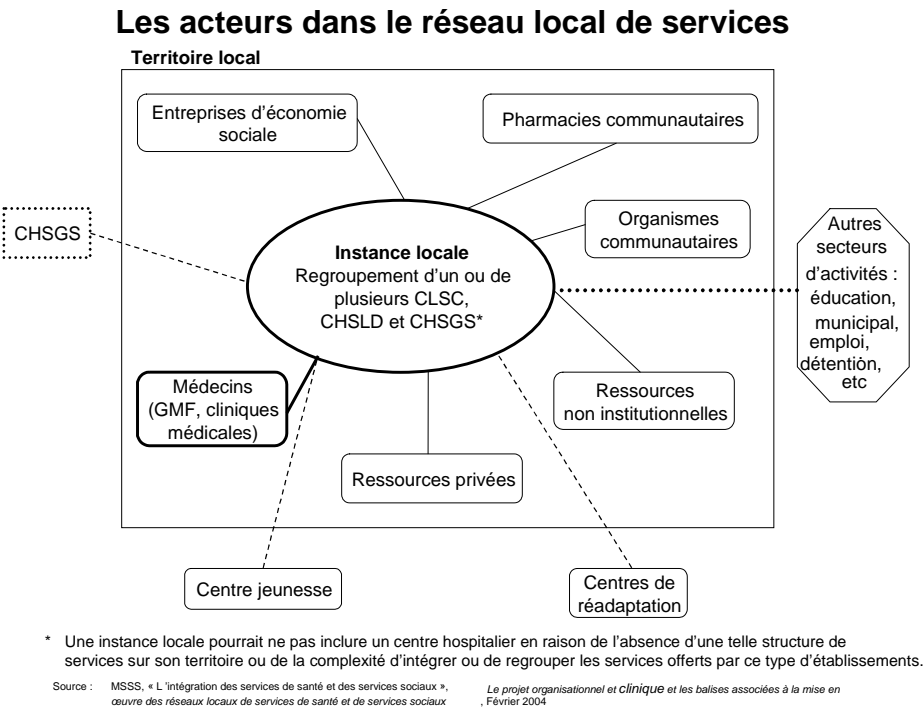 Les acteurs dans le réseau local de services
Territoire local
Entreprises d'économie
sociale
Pharmacies communautaires
CHSGS
Organismes
communautaires
Instance locale
Regroupement d'un ou de
plusieurs CLSC,
CHSLD et CHSGS*
Autres
secteurs
d'activités :
éducation,
municipal,
emploi,
détention,
etc
Médecins
(GMF, cliniques
médicales)
Ressources
non institutionnelles
Ressources privées
Centre jeunesse
Centres de
réadaptation
* Une instance locale pourrait ne pas inclure un centre hospitalier en raison de l'absence d'une telle structure de
services sur son territoire ou de la complexité d'intégrer ou de regrouper les services offerts par ce type d'établissements.
Source : MSSS, « L 'intégration des services de santé et des services sociaux », Le projet organisationnel et clinique et les balises associées à la mise en
œuvre des réseaux locaux de services de santé et de services sociaux , Février 2004